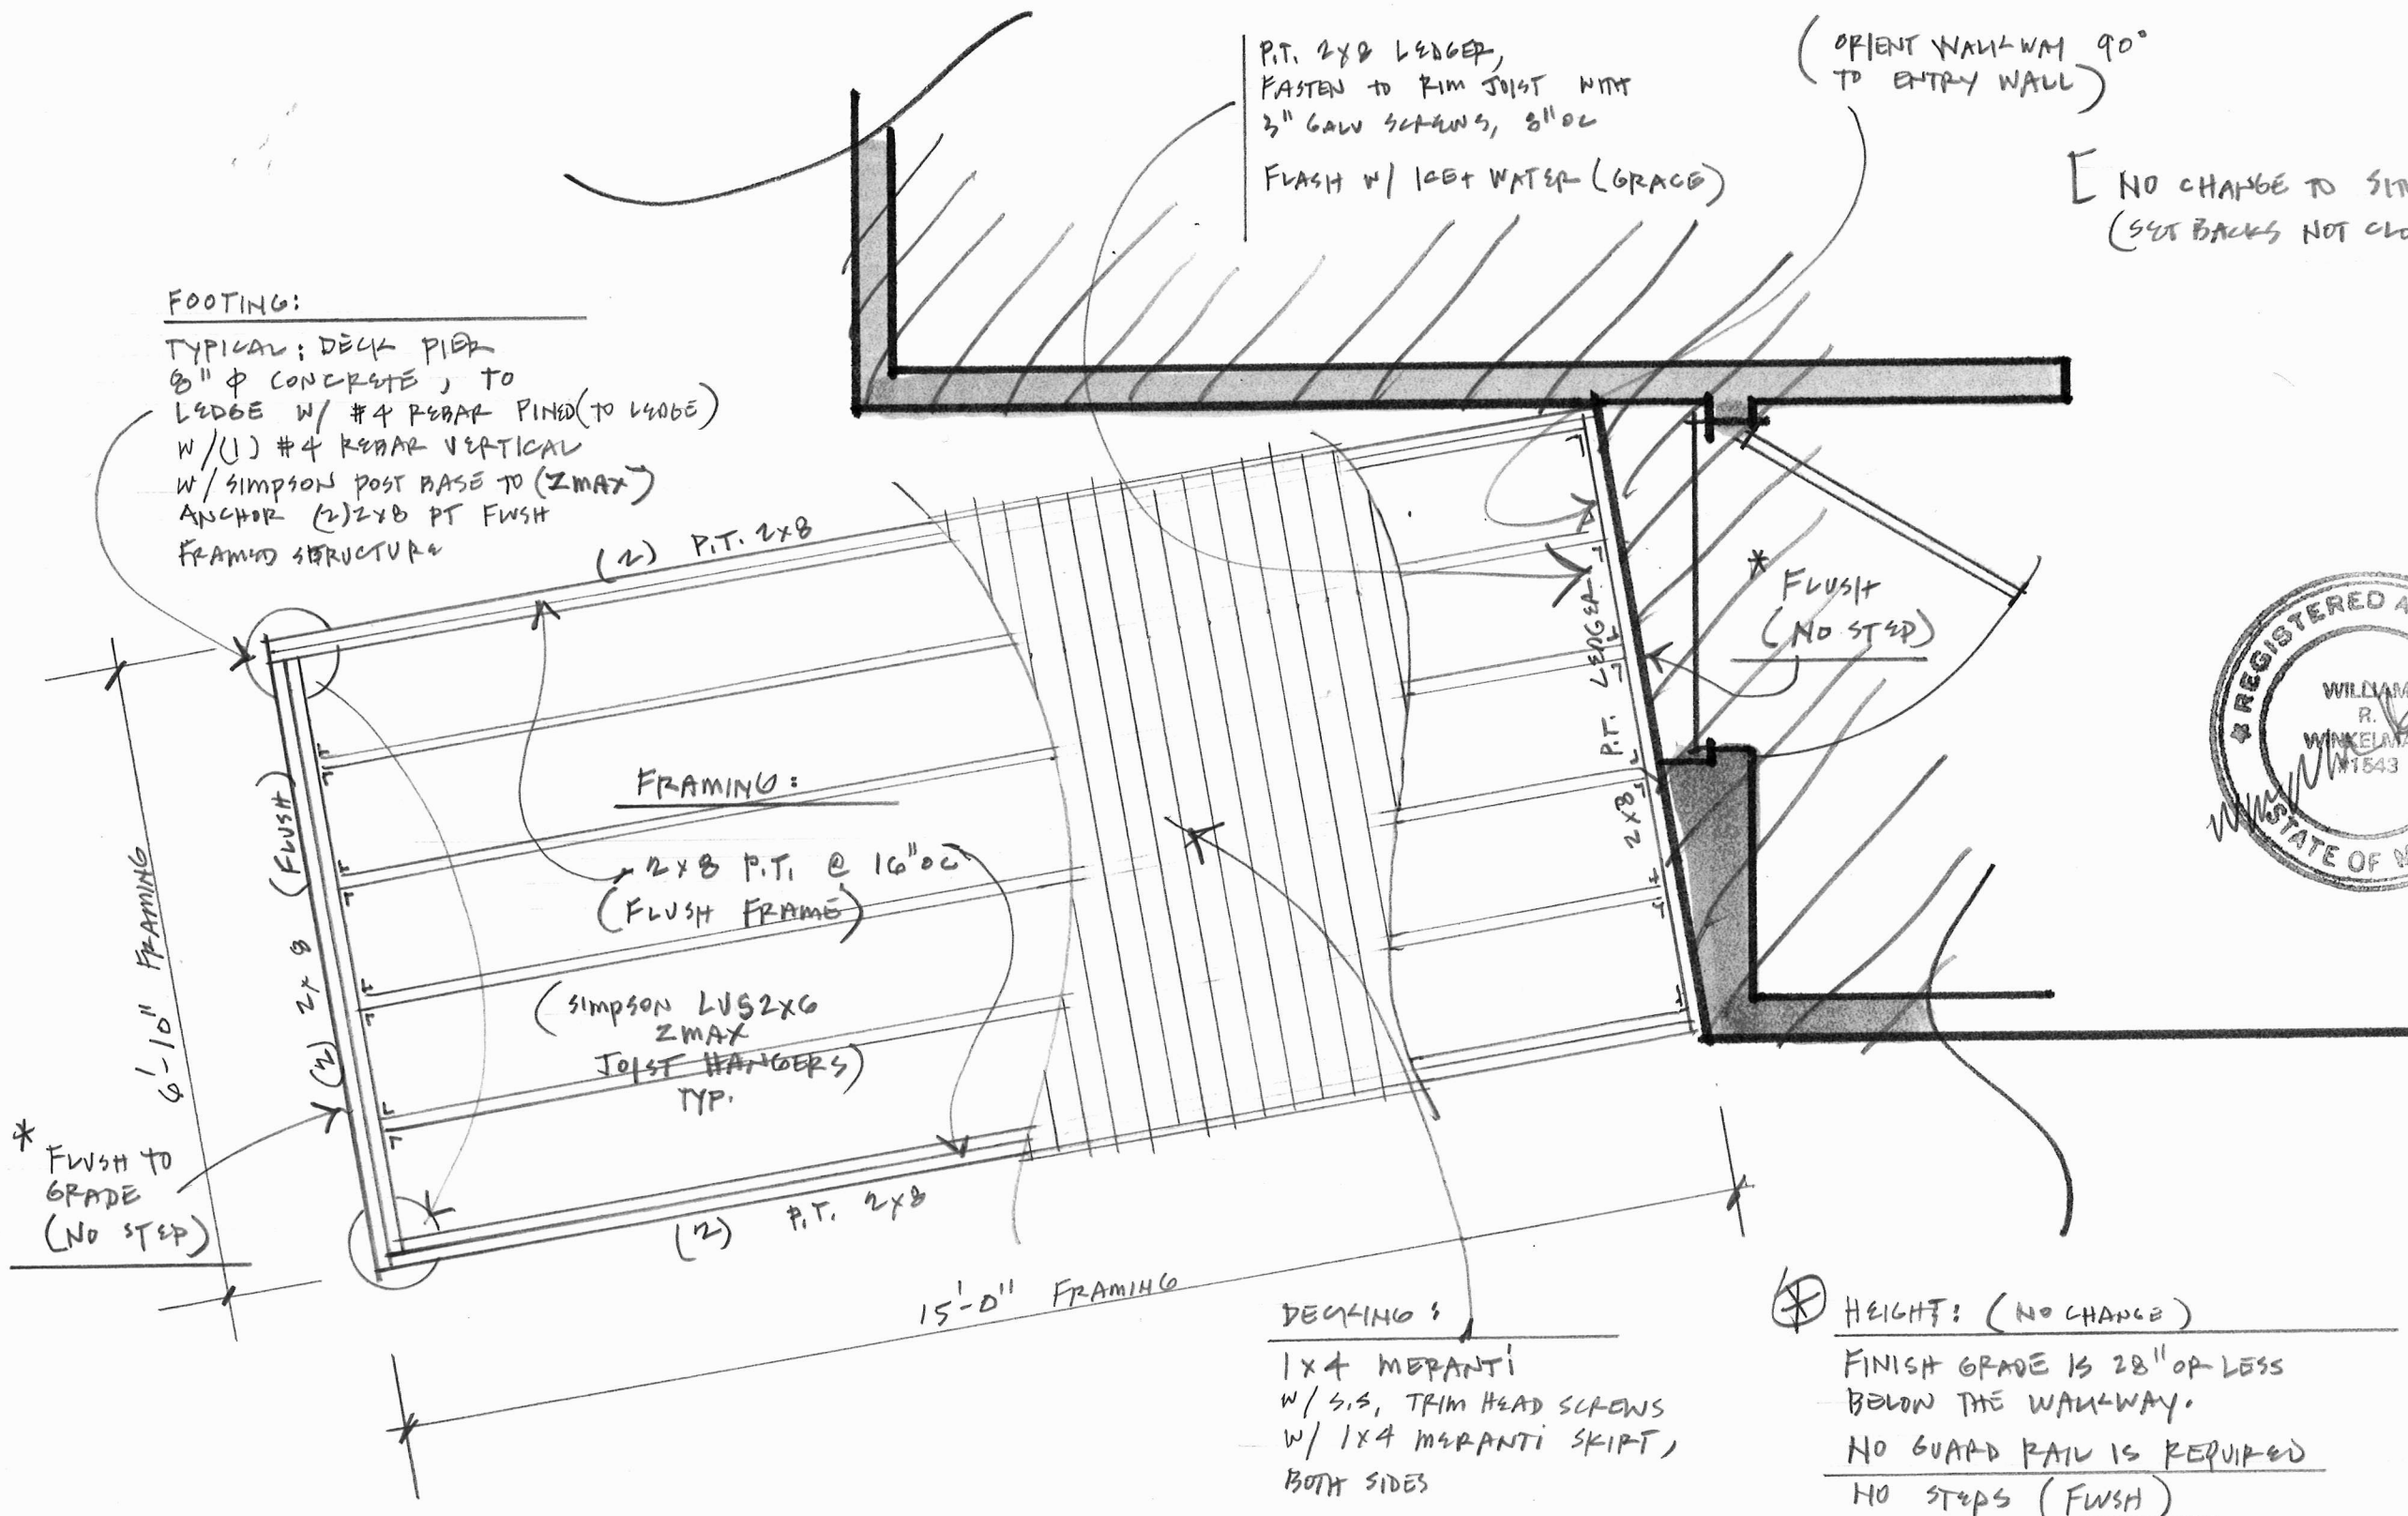 P.T. 2x8 LEDGER,
FASTEN TO RIM JOIST WITH
3" GALV SCREWS, 8" OC
FLASH W/ ICE + WATER (GRACE)
(ORIENT WALKWAY 90°
TO ENTRY WALL)
[ NO CHANGE TO
(SET BACKS NOT
FOOTING:
TYPICAL: DECK PIER
8" Φ CONCRETE, TO
LEDGE W/ #4 REBAR PINED (TO LEDGE)
W/(1) #4 REBAR VERTICAL
W/ SIMPSON POST BASE TO (ZMAX)
ANCHOR (2) 2x8 PT FLUSH
FRAMED STRUCTURE
(2) P.T. 2x8
2x8 P.T. LEDGER
* FLUSH
(NO STEP)
REGISTERED
WILLIAM
R.
STATE OF
FRAMING:
2x8 P.T. @ 16" OC
(FLUSH FRAME)
(SIMPSON LUS2x6
ZMAX
JOIST HANGERS)
TYP.
(2) 2x8 (FLUSH)
6'-10" FRAMING
* FLUSH TO
GRADE
(NO STEP)
(2) P.T. 2x8
15'-0" FRAMING
DECKING:
1x4 MERANTI
W/ S.S. TRIM HEAD SCREWS
W/ 1x4 MERANTI SKIRT,
BOTH SIDES
* HEIGHT: (NO CHANGE)
FINISH GRADE IS 28" OR LESS
BELOW THE WALKWAY.
NO GUARD RAIL IS REQUIRED
NO STEPS (FLUSH)